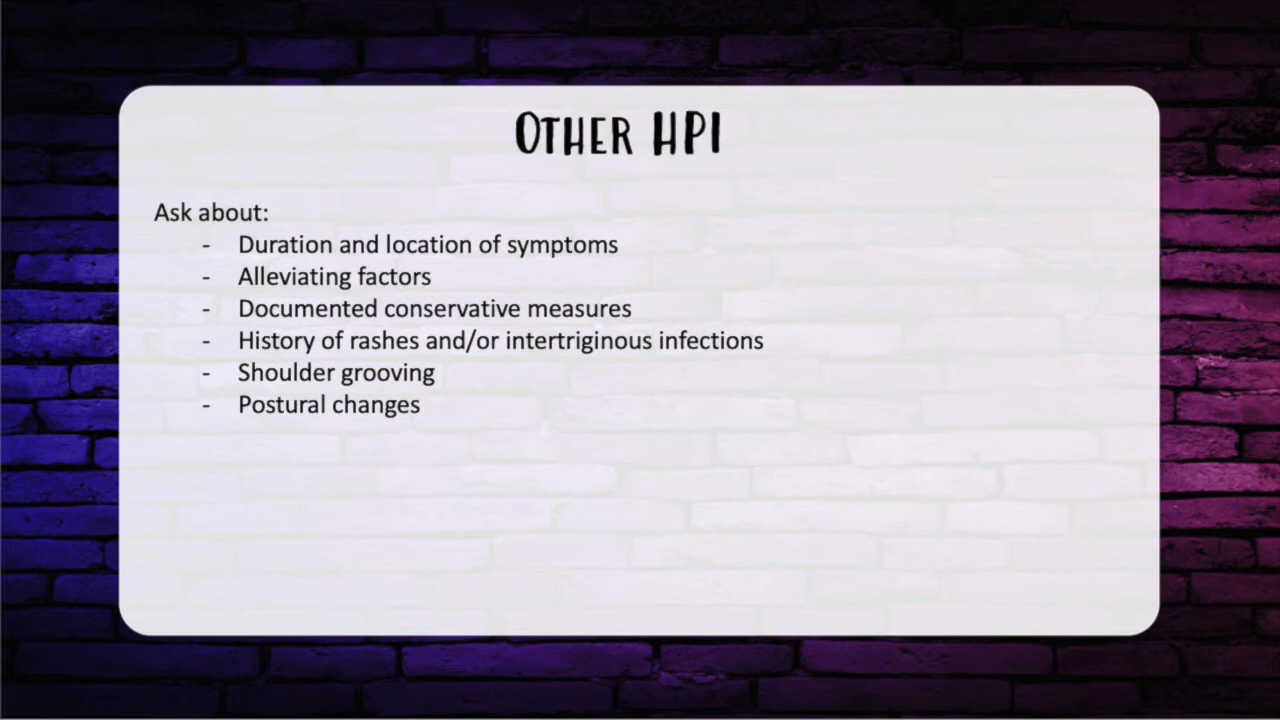 Other HPI
Ask about:
- Duration and location of symptoms
- Alleviating factors
- Documented conservative measures
- History of rashes and/or intertriginous infections
- Shoulder grooving
- Postural changes